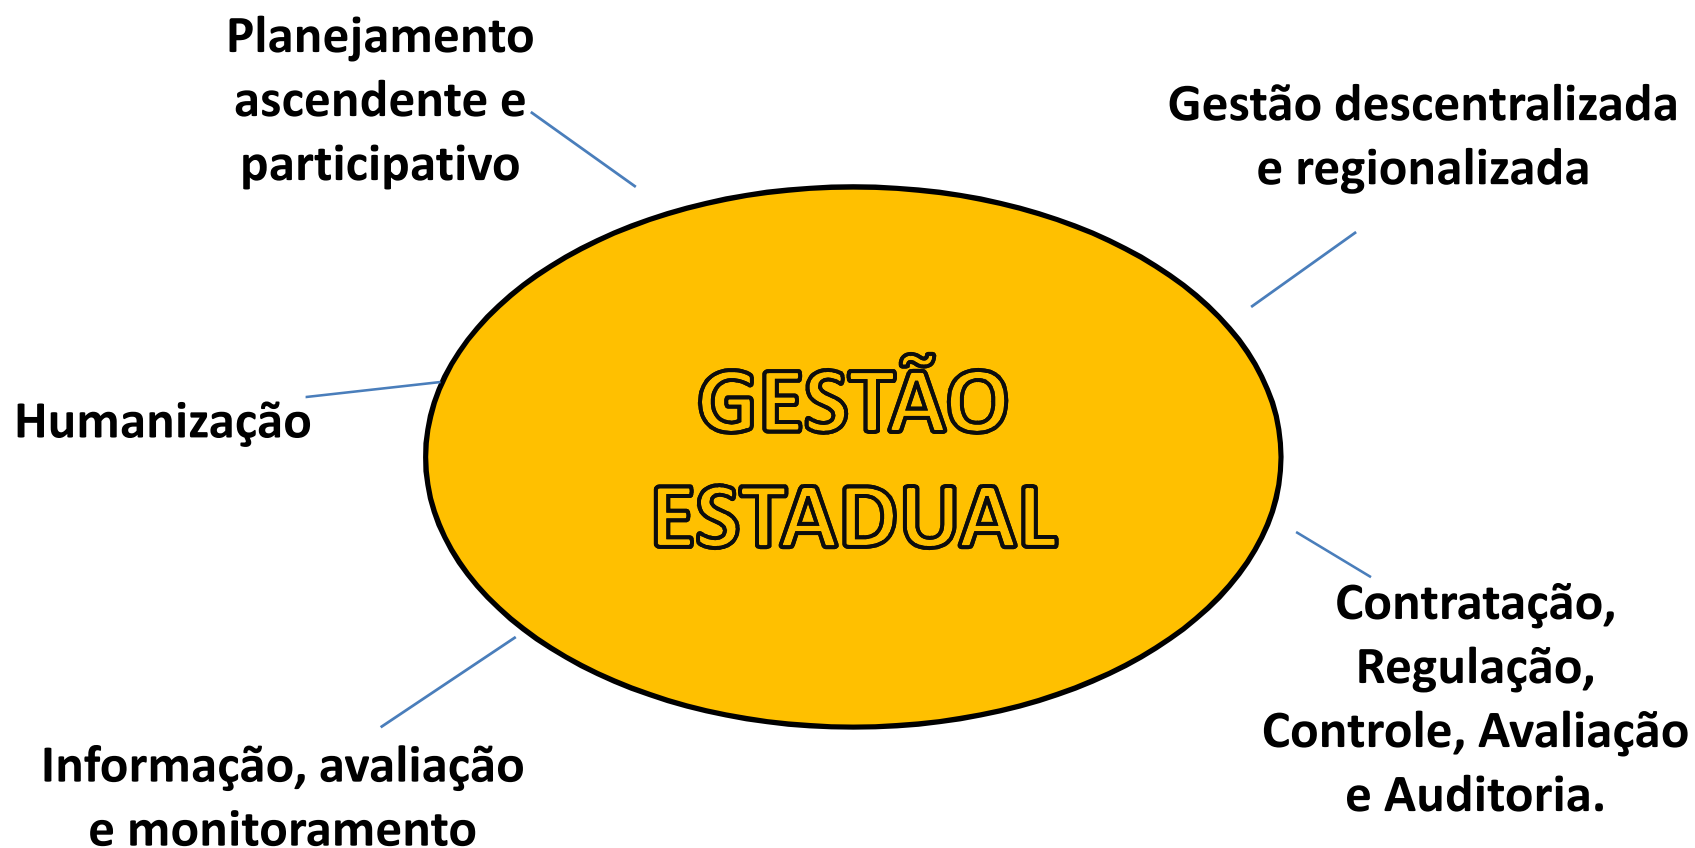 Planejamento
ascendente e
participativo
Gestão descentralizada
e regionalizada
Humanização
GESTÃO
ESTADUAL
Contratação,
Regulação,
Controle, Avaliação
e Auditoria.
Informação, avaliação
e monitoramento